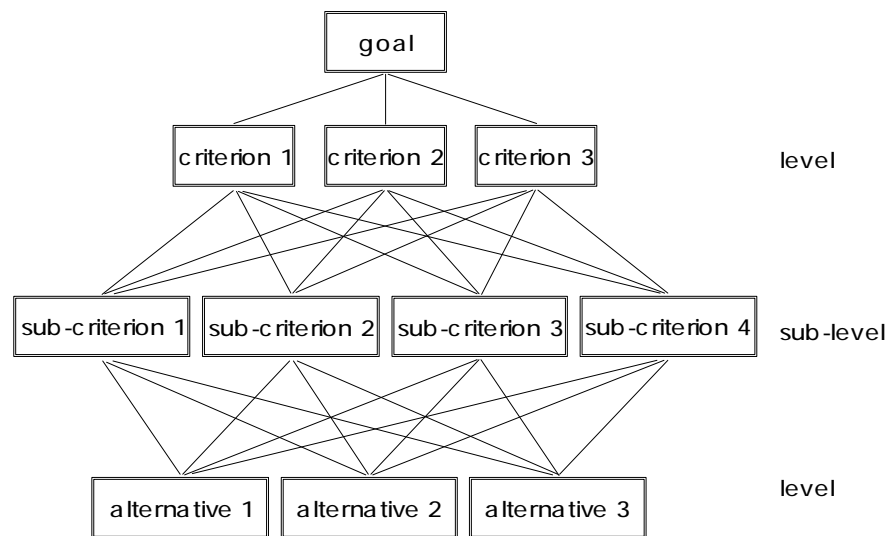 goal
criterion 1 criterion 2 criterion 3 level
sub-criterion 1 sub-criterion 2 sub-criterion 3 sub-criterion 4 sub-level
alternative 1 alternative 2 alternative 3 level